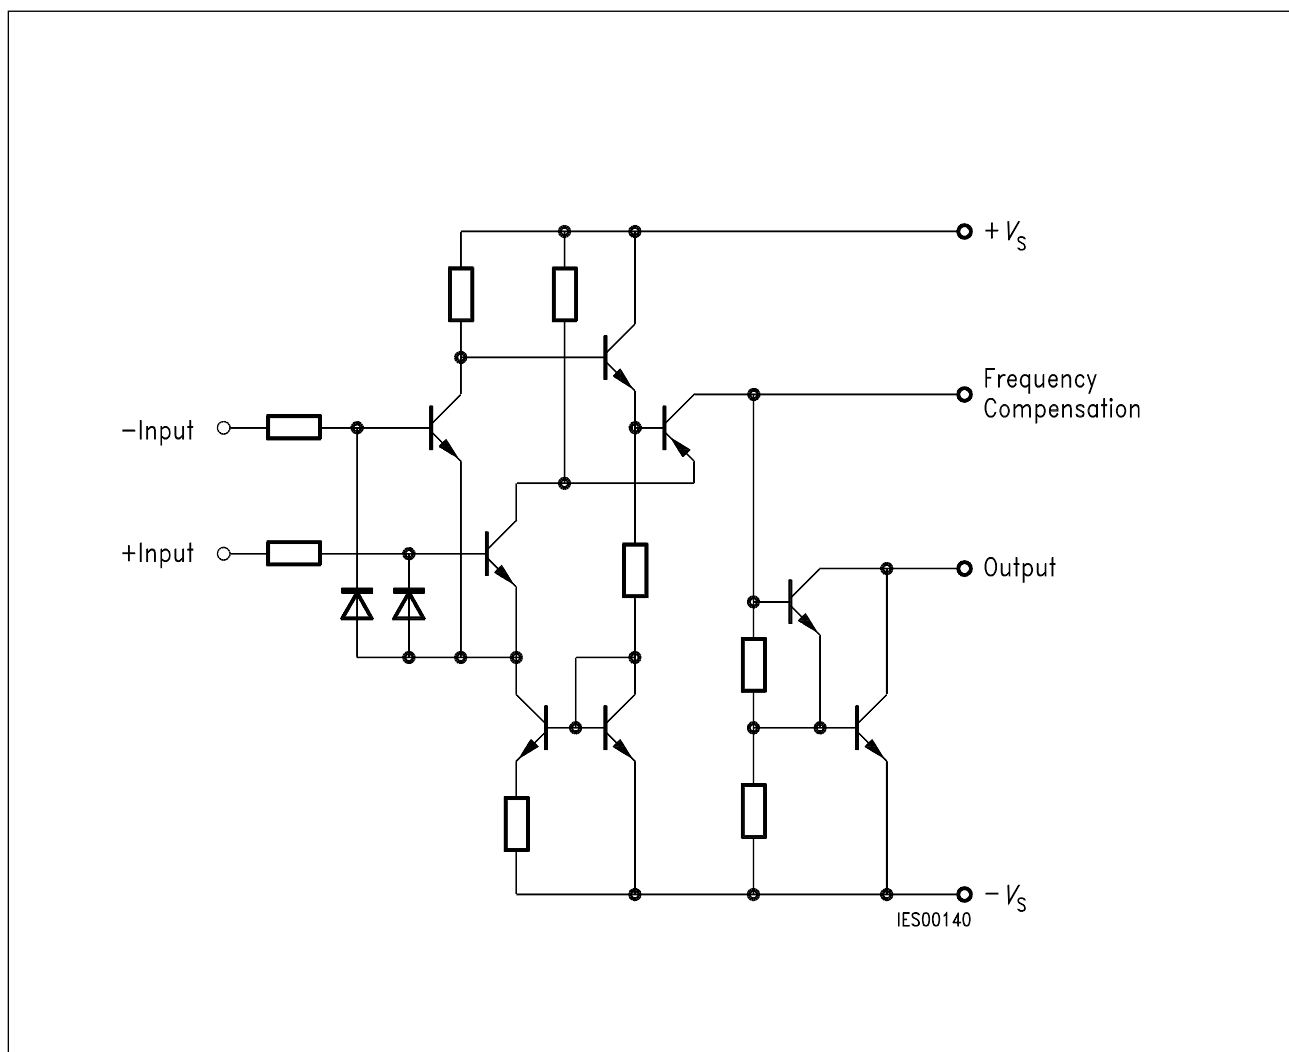 +VS
Frequency
Compensation
-Input
+Input
Output
-VS
IES00140